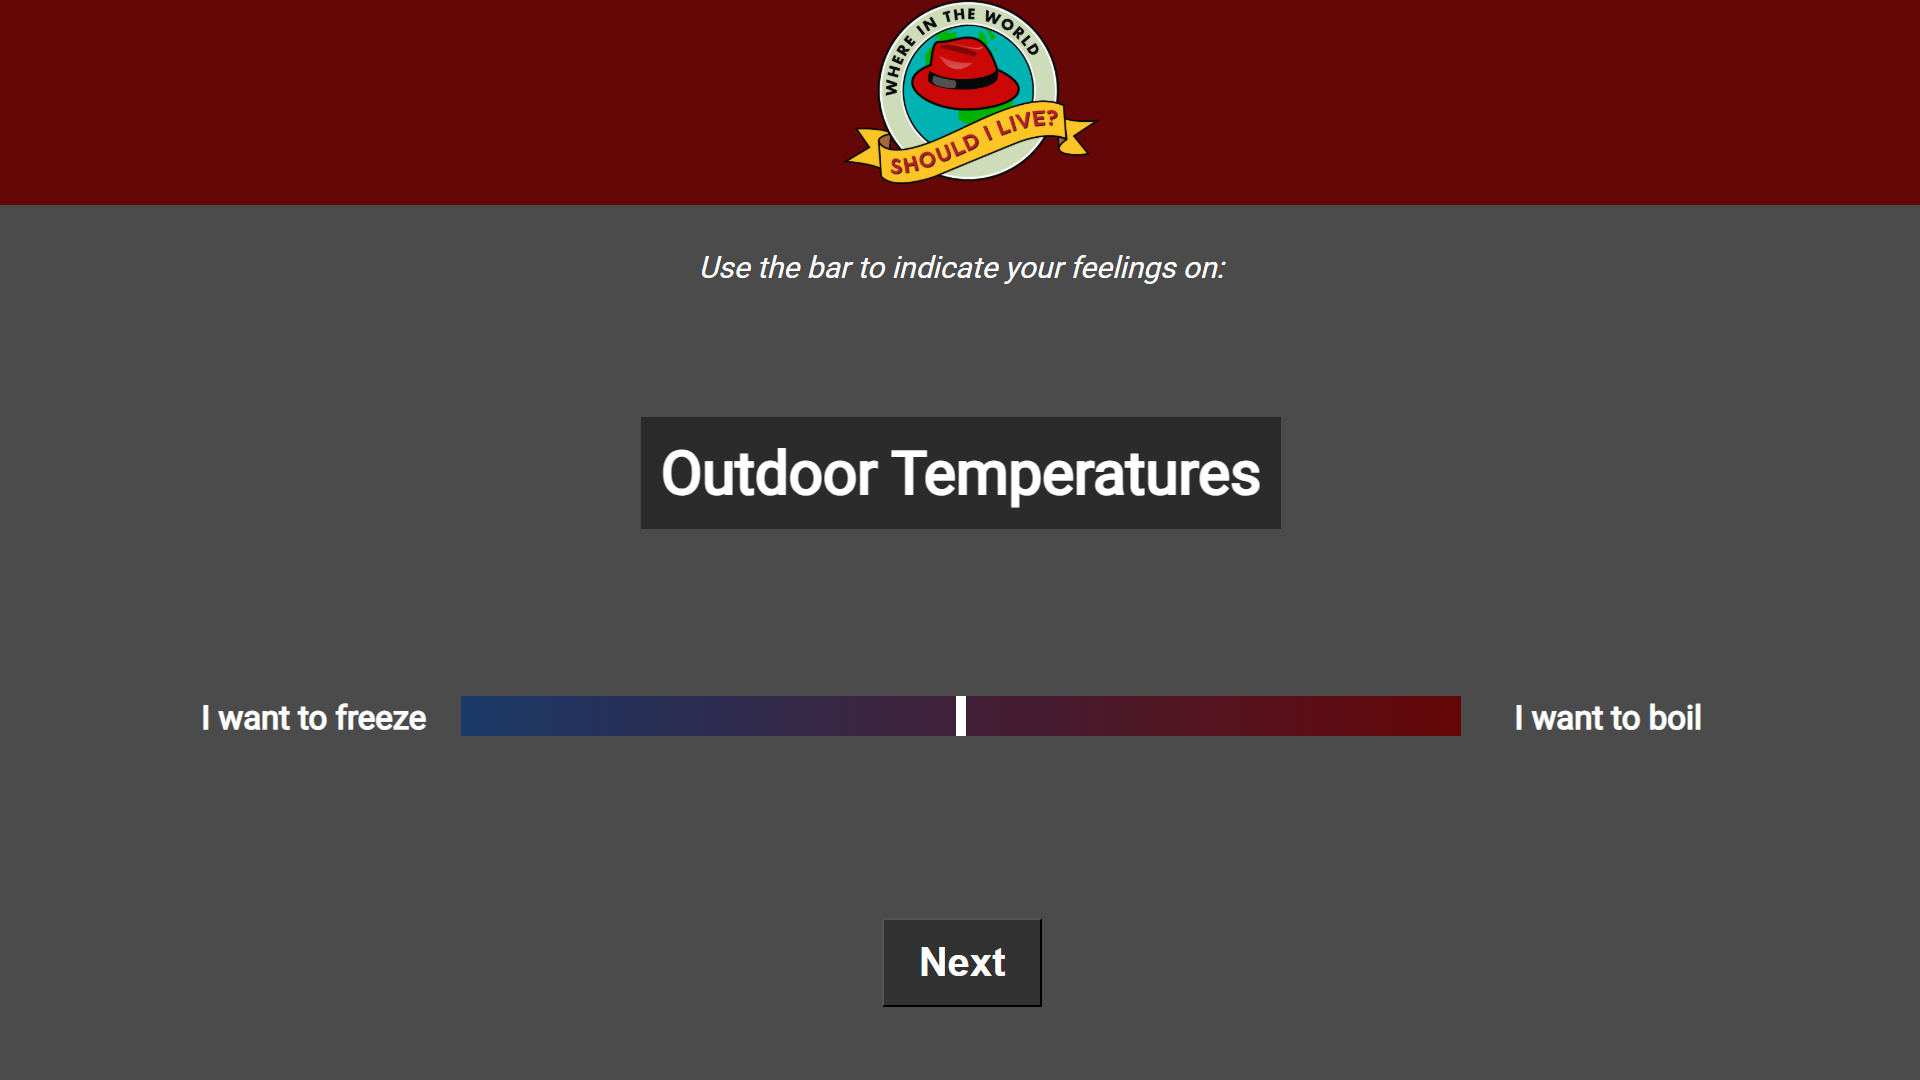 WHERE IN THE WORLD
SHOULD I LIVE?
Use the bar to indicate your feelings on:
Outdoor Temperatures
I want to freeze
I want to boil
Next